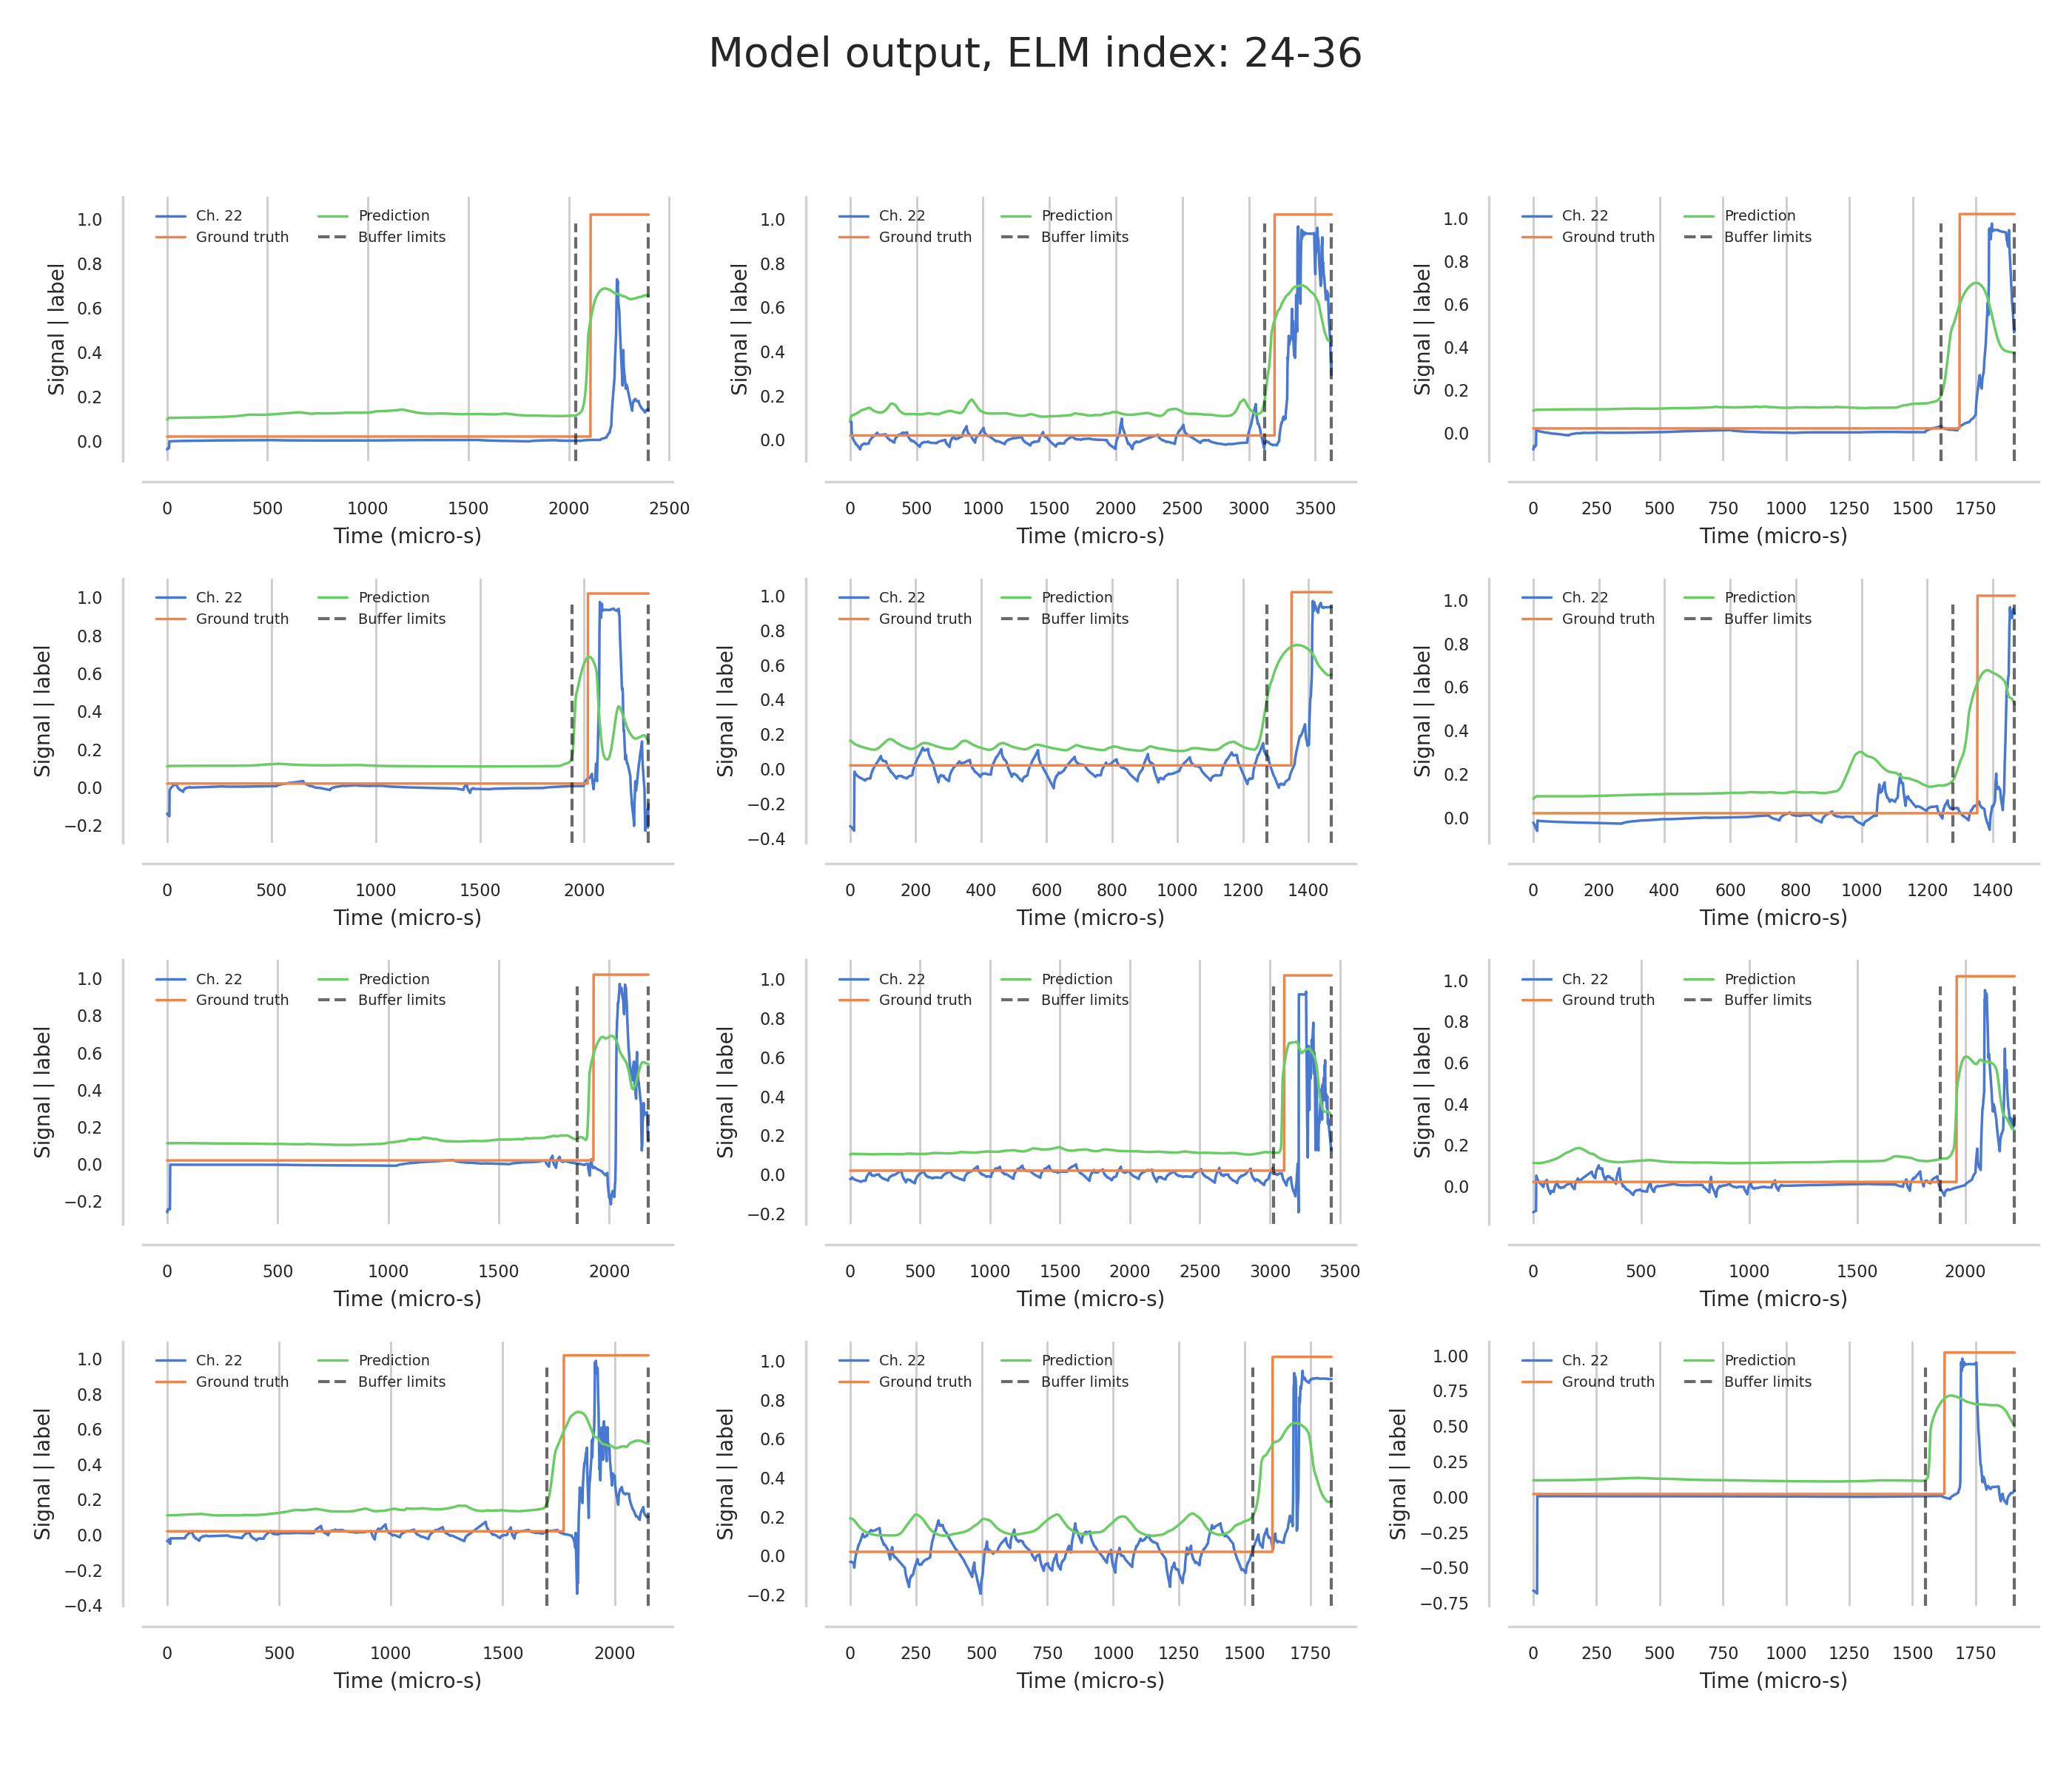 Model output, ELM index: 24-36
Signal | label
1.0
0.8
0.6
0.4
0.2
0.0
Ch. 22 Prediction
Ground truth Buffer limits
0 500 1000 1500 2000 2500
Time (micro-s)
Signal | label
1.0
0.8
0.6
0.4
0.2
0.0
Ch. 22 Prediction
Ground truth Buffer limits
0 500 1000 1500 2000 2500 3000 3500
Time (micro-s)
Signal | label
1.0
0.8
0.6
0.4
0.2
0.0
Ch. 22 Prediction
Ground truth Buffer limits
0 250 500 750 1000 1250 1500 1750
Time (micro-s)
Signal | label
1.0
0.8
0.6
0.4
0.2
0.0
−0.2
Ch. 22 Prediction
Ground truth Buffer limits
0 500 1000 1500 2000
Time (micro-s)
Signal | label
1.0
0.8
0.6
0.4
0.2
0.0
−0.2
−0.4
Ch. 22 Prediction
Ground truth Buffer limits
0 200 400 600 800 1000 1200 1400
Time (micro-s)
Signal | label
1.0
0.8
0.6
0.4
0.2
0.0
Ch. 22 Prediction
Ground truth Buffer limits
0 200 400 600 800 1000 1200 1400
Time (micro-s)
Signal | label
1.0
0.8
0.6
0.4
0.2
0.0
−0.2
Ch. 22 Prediction
Ground truth Buffer limits
0 500 1000 1500 2000
Time (micro-s)
Signal | label
1.0
0.8
0.6
0.4
0.2
0.0
−0.2
Ch. 22 Prediction
Ground truth Buffer limits
0 500 1000 1500 2000 2500 3000 3500
Time (micro-s)
Signal | label
1.0
0.8
0.6
0.4
0.2
0.0
Ch. 22 Prediction
Ground truth Buffer limits
0 500 1000 1500 2000
Time (micro-s)
Signal | label
1.0
0.8
0.6
0.4
0.2
0.0
−0.2
−0.4
Ch. 22 Prediction
Ground truth Buffer limits
0 500 1000 1500 2000
Time (micro-s)
Signal | label
1.0
0.8
0.6
0.4
0.2
0.0
−0.2
Ch. 22 Prediction
Ground truth Buffer limits
0 250 500 750 1000 1250 1500 1750
Time (micro-s)
Signal | label
1.00
0.75
0.50
0.25
0.00
−0.25
−0.50
−0.75
Ch. 22 Prediction
Ground truth Buffer limits
0 250 500 750 1000 1250 1500 1750
Time (micro-s)